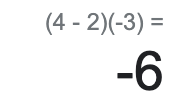 (4 - 2)(-3) =
-6